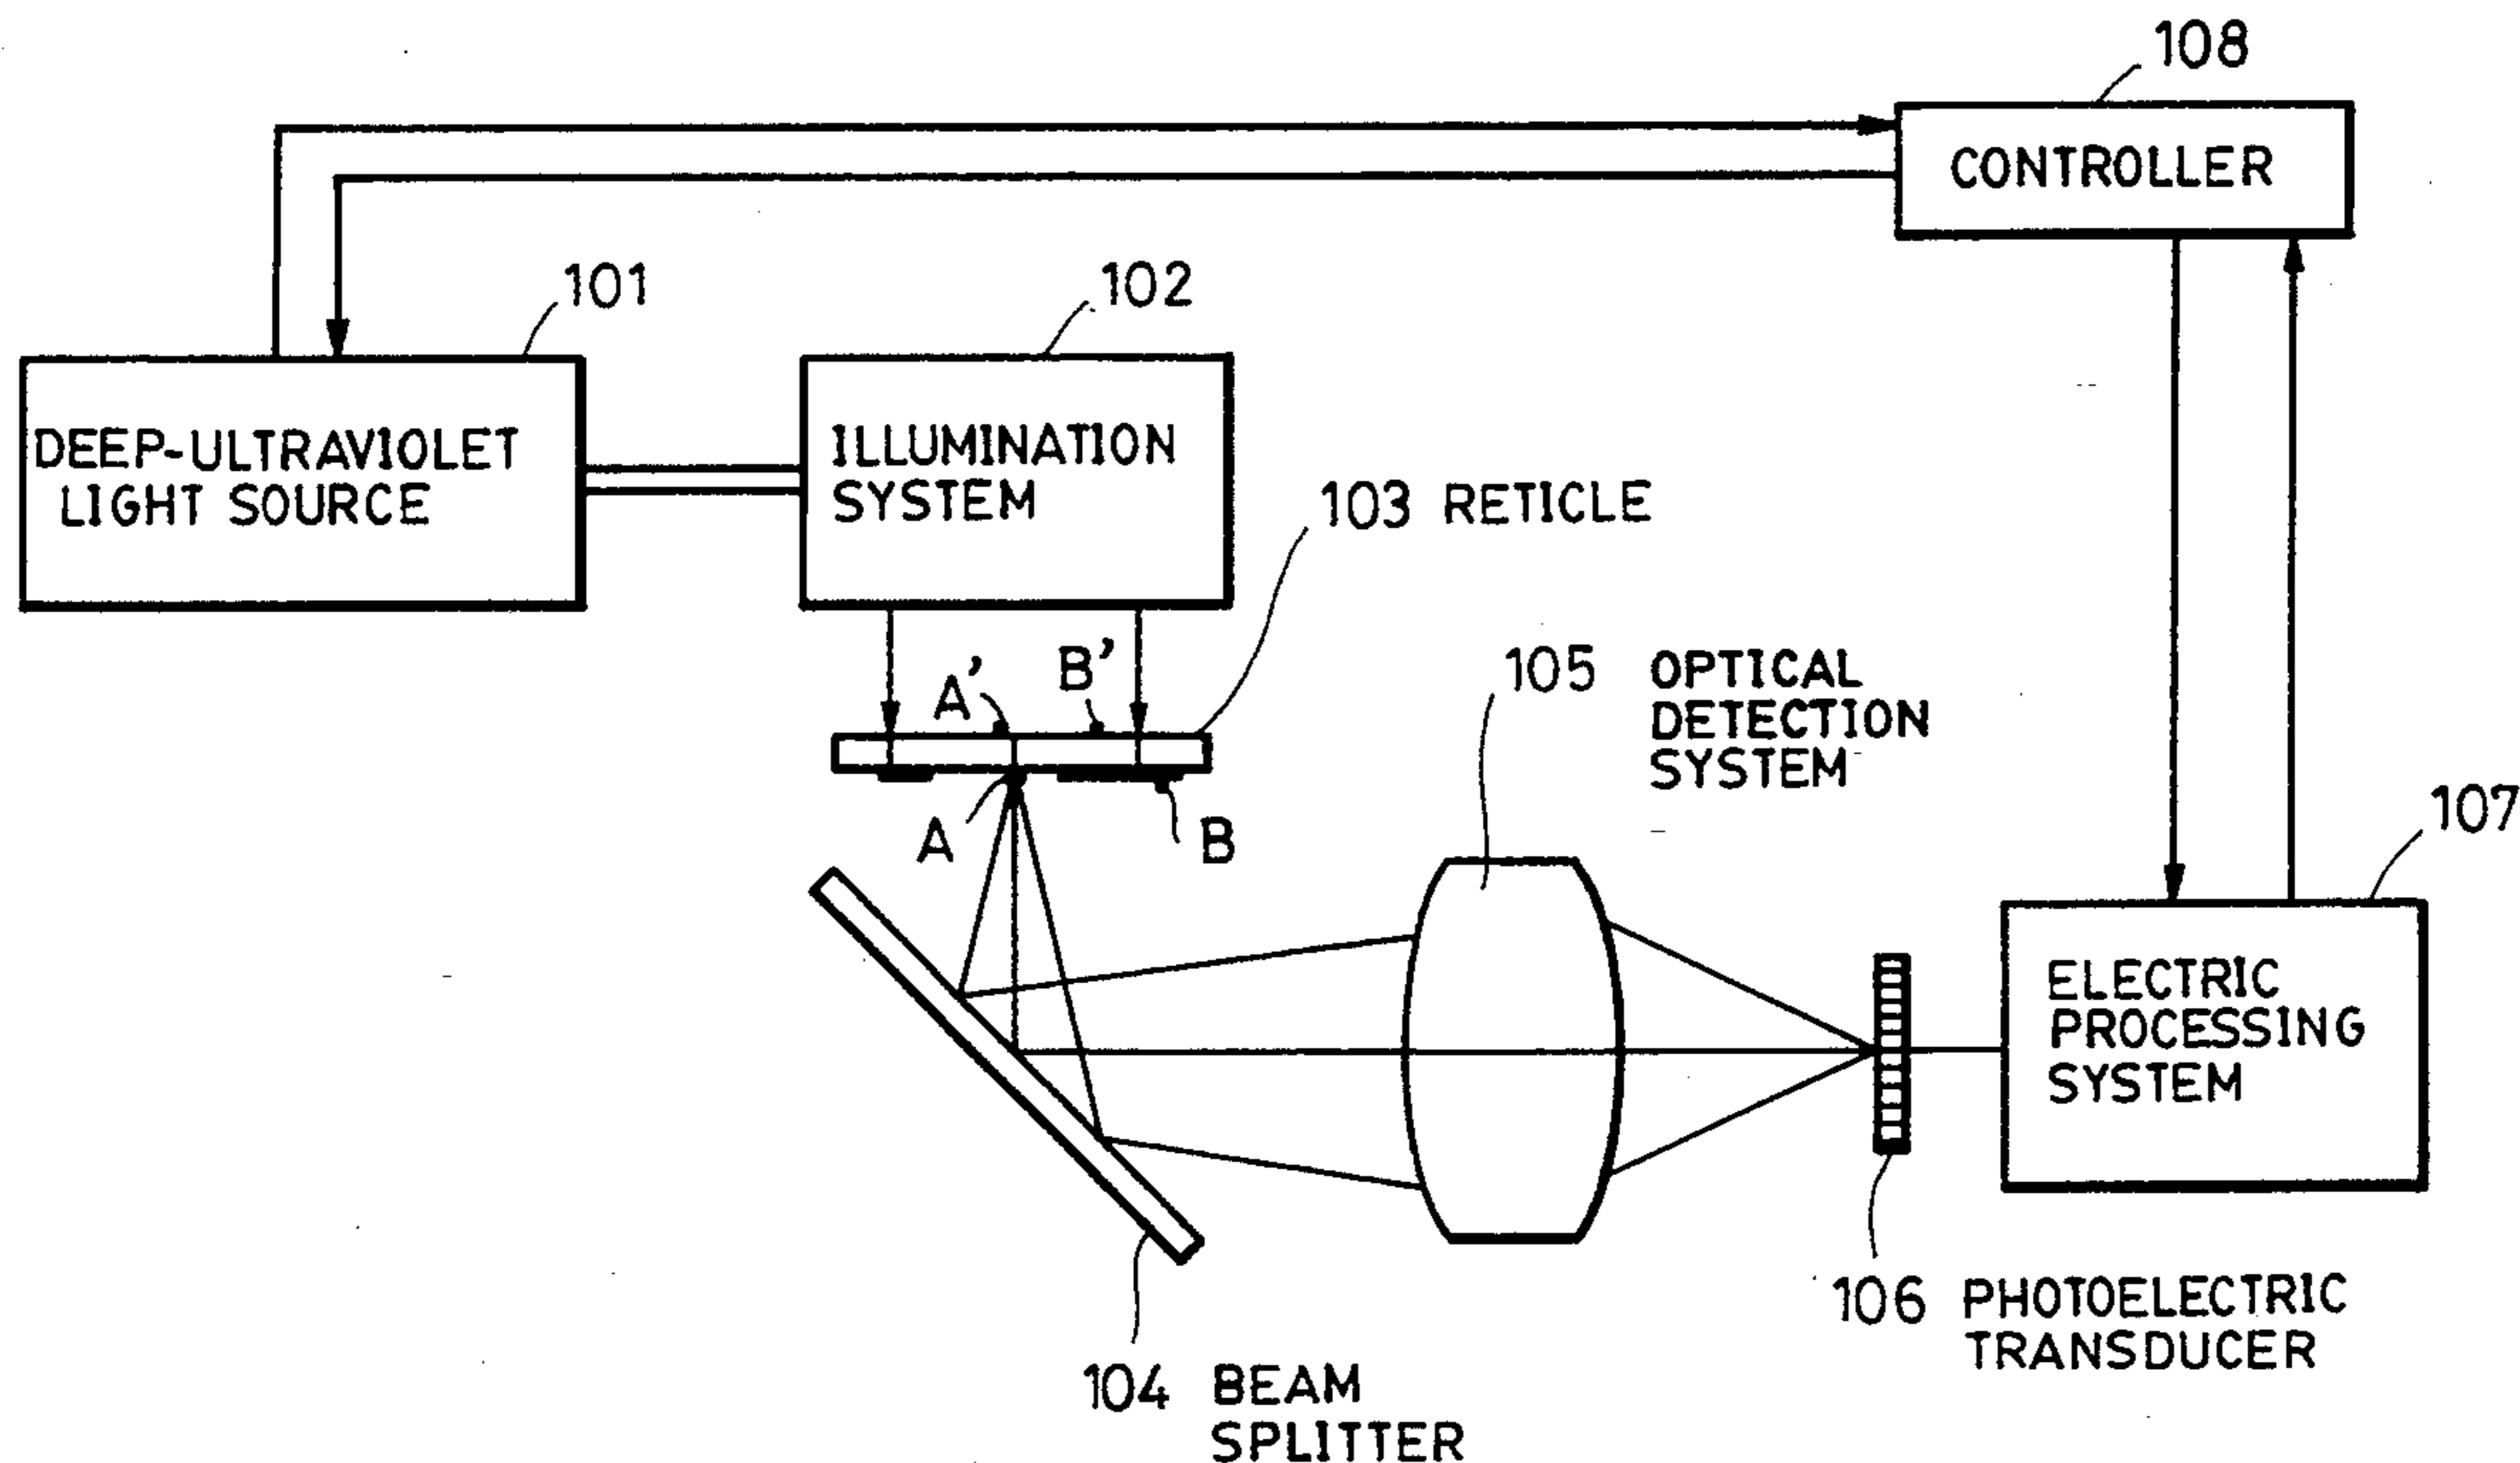 108
CONTROLLER
101
102
DEEP-ULTRAVIOLET
LIGHT SOURCE
ILLUMINATION
SYSTEM
103 RETICLE
A'
B'
A
B
105 OPTICAL
DETECTION
SYSTEM
107
ELECTRIC
PROCESSING
SYSTEM
106 PHOTOELECTRIC
TRANSDUCER
104 BEAM
SPLITTER